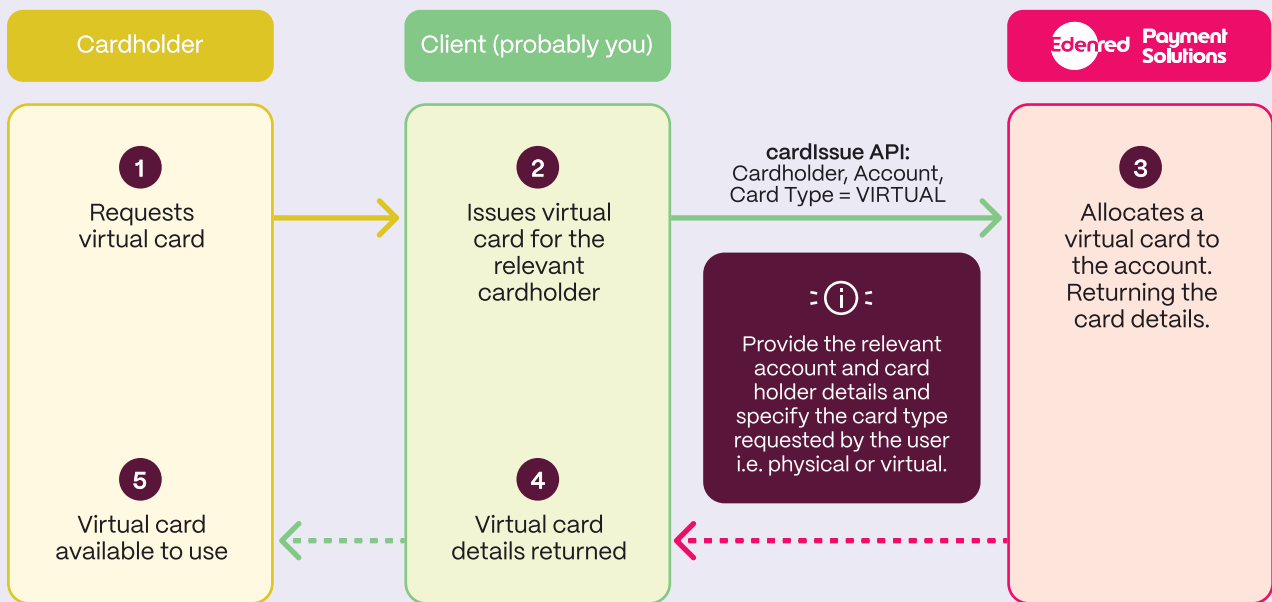 Cardholder
Client (probably you)
Edenred
Payment
Solutions
1
Requests
virtual card
2
Issues virtual
card for the
relevant
cardholder
cardIssue API:
Cardholder, Account,
Card Type = VIRTUAL
3
Allocates a
virtual card to
the account.
Returning the
card details.
i
Provide the relevant
account and card
holder details and
specify the card type
requested by the user
i.e. physical or virtual.
4
Virtual card
details returned
5
Virtual card
available to use